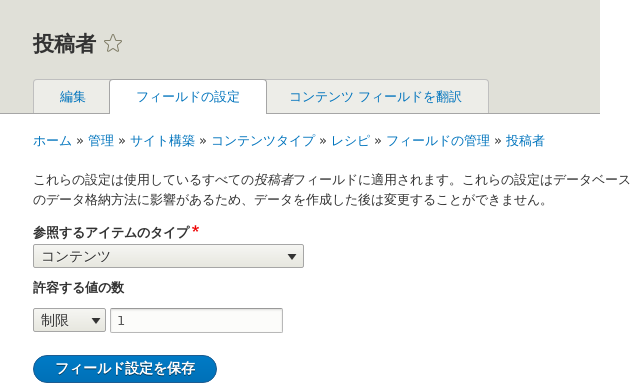 投稿者
編集 フィールドの設定 コンテンツ フィールドを翻訳
ホーム » 管理 » サイト構築 » コンテンツタイプ » レシピ » フィールドの管理 » 投稿者
これらの設定は使用しているすべての投稿者フィールドに適用されます。これらの設定はデータベース
のデータ格納方法に影響があるため、データを作成した後は変更することができません。
参照するアイテムのタイプ*
コンテンツ
許容する値の数
制限 1
フィールド設定を保存